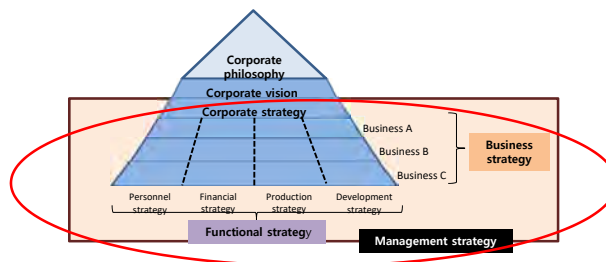 Corporate
philosophy
Corporate vision
Corporate strategy
Business A
Business B
Business C
Business
strategy
Personnel
strategy
Financial
strategy
Production
strategy
Development
strategy
Functional strategy
Management strategy